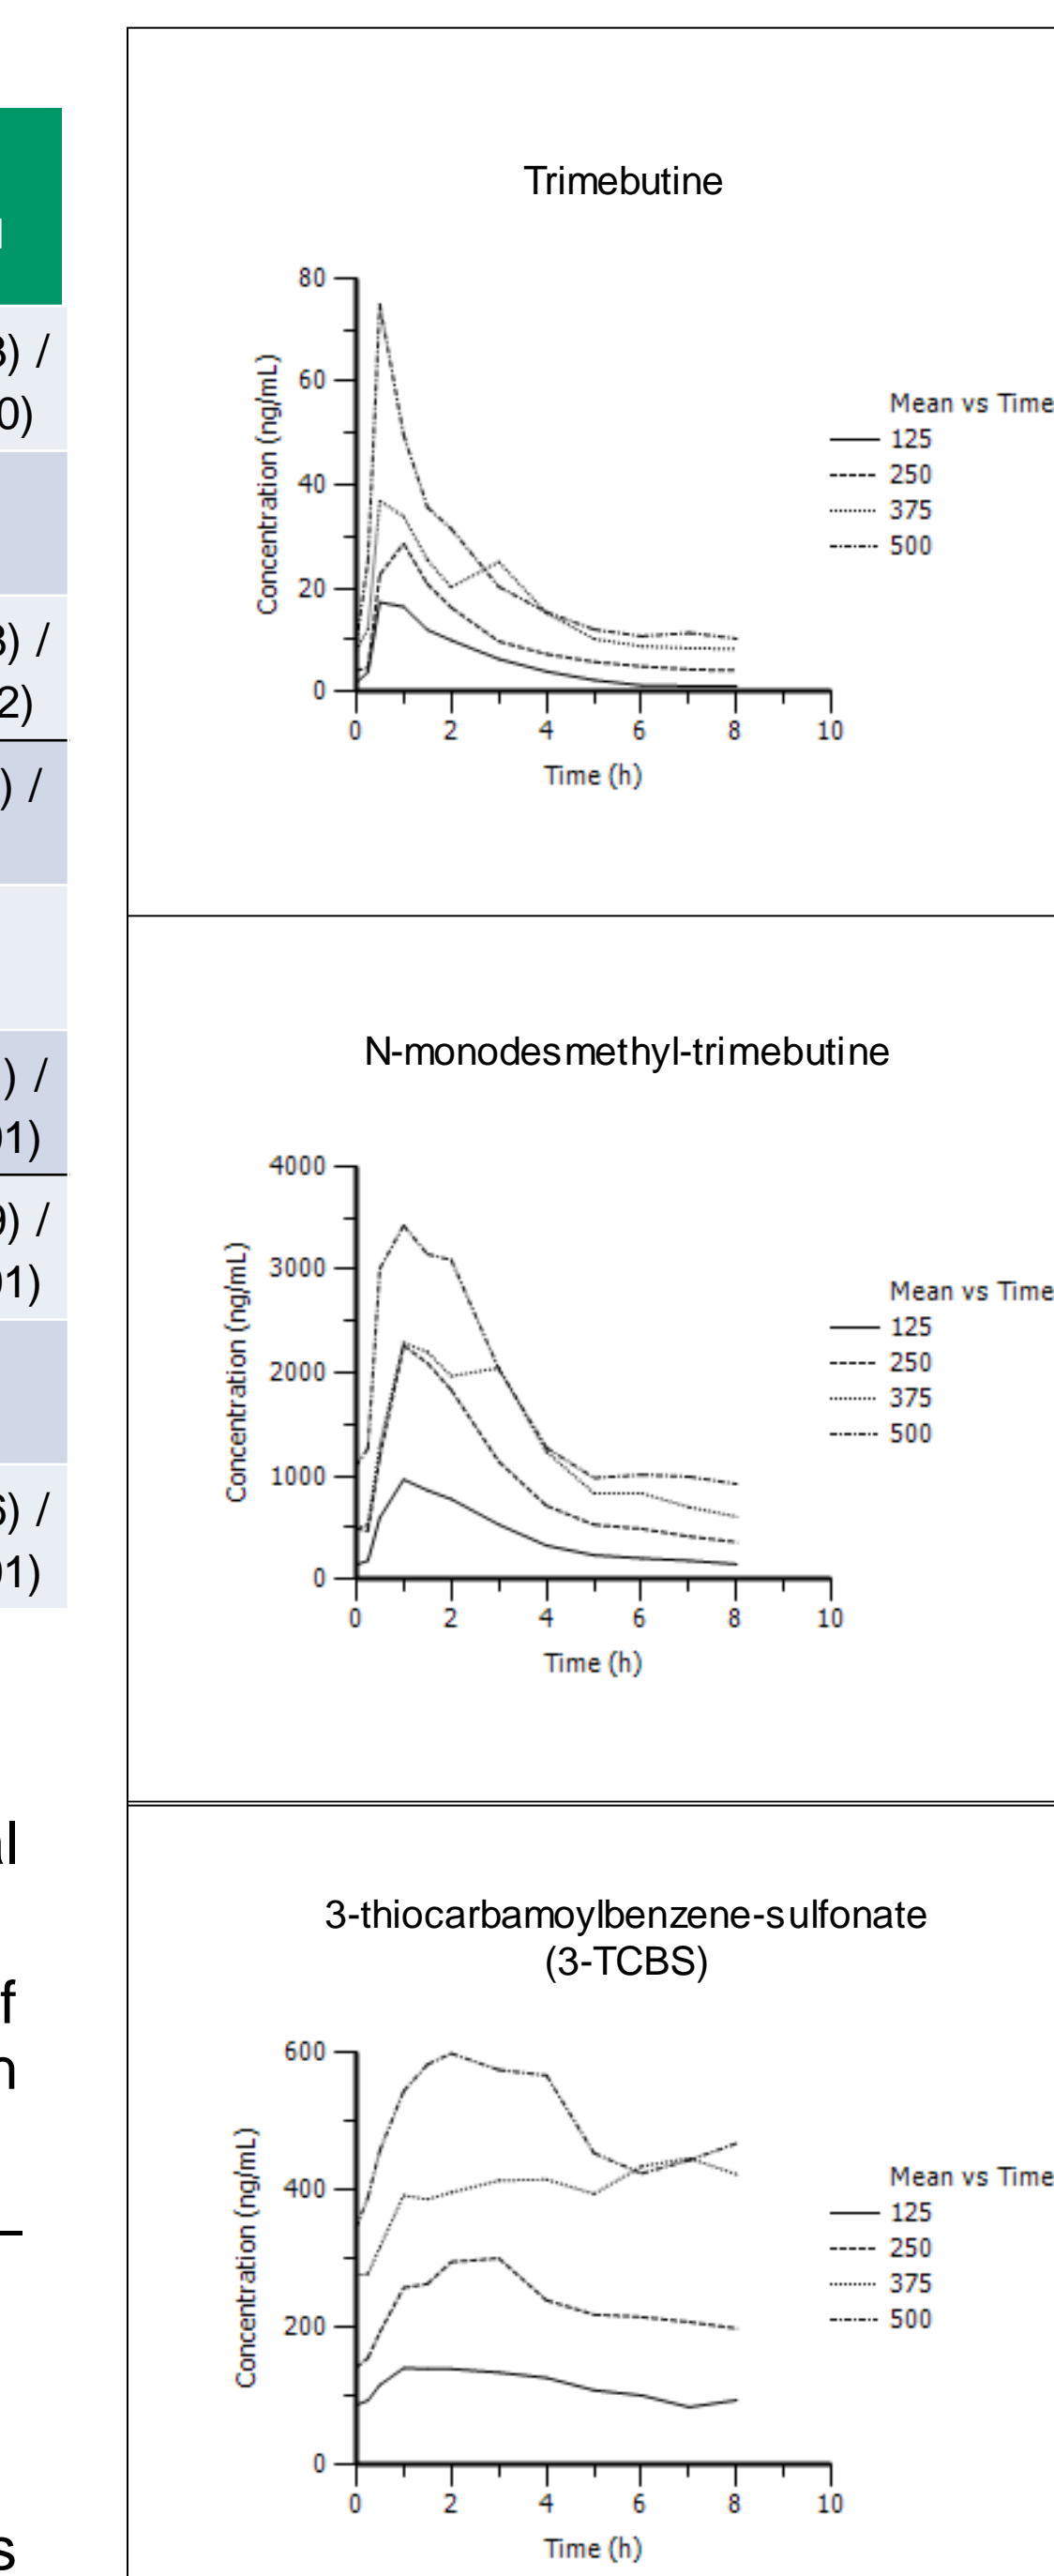 3) /
0)
3) /
2)
) /
) /
01)
9) /
01)
6) /
01)
al
f
n
–
s
Trimebutine
80
60
40
20
0
Concentration (ng/mL)
0 2 4 6 8 10
Time (h)
Mean vs Time
125
250
375
500
N-monodesmethyl-trimebutine
4000
3000
2000
1000
0
Concentration (ng/mL)
0 2 4 6 8 10
Time (h)
Mean vs Time
125
250
375
500
3-thiocarbamoylbenzene-sulfonate
(3-TCBS)
600
400
200
0
Concentration (ng/mL)
0 2 4 6 8 10
Time (h)
Mean vs Time
125
250
375
500